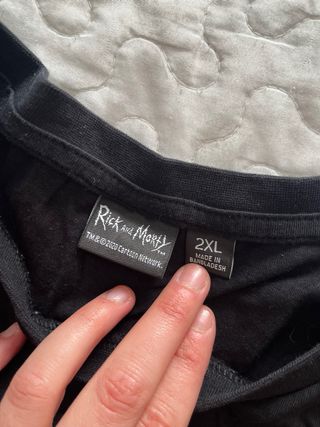 Rick and Morty
TM & © 2020 Cartoon Network.
2XL
MADE IN
BANGLADESH